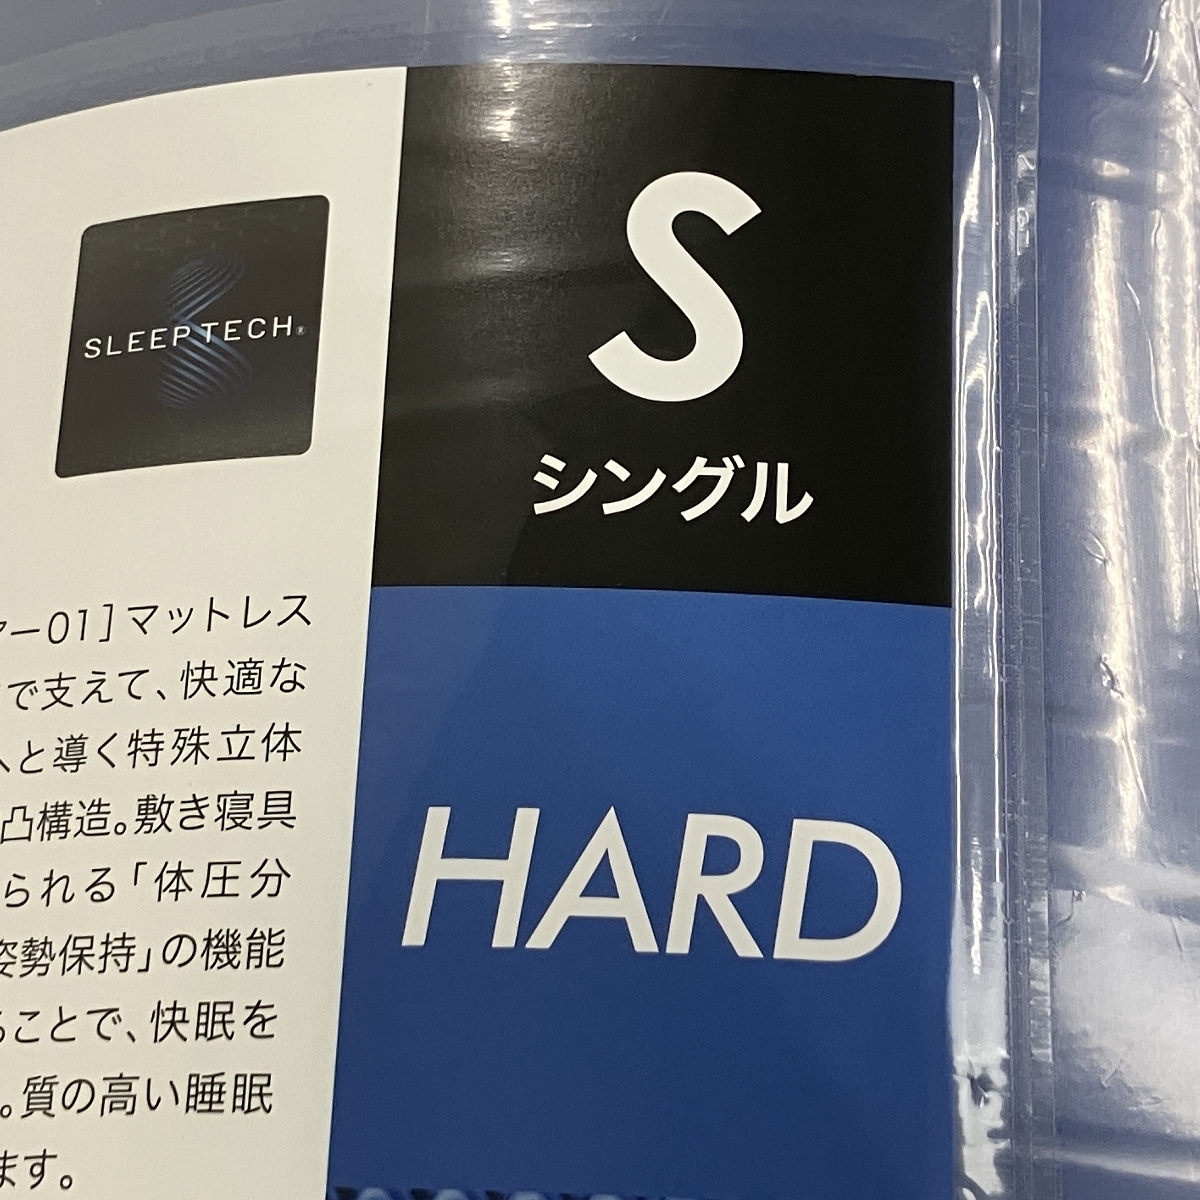 SLEEP TECH®
S
シングル
HARD
ー01]マットレス
で支えて、快適な
へと導く特殊立体
凸構造。敷き寝具
られる「体圧分
姿勢保持」の機能
ることで、快眠を
。質の高い睡眠
ます。